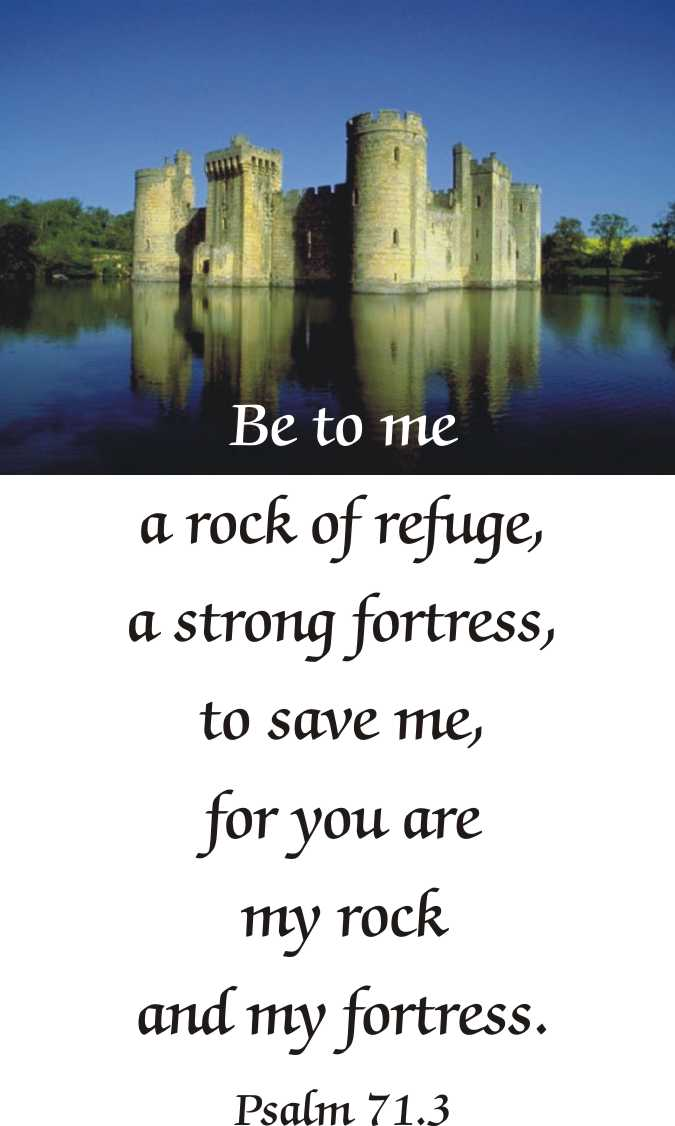 Be to me
a rock of refuge,
a strong fortress,
to save me,
for you are
my rock
and my fortress.
Psalm 71.3